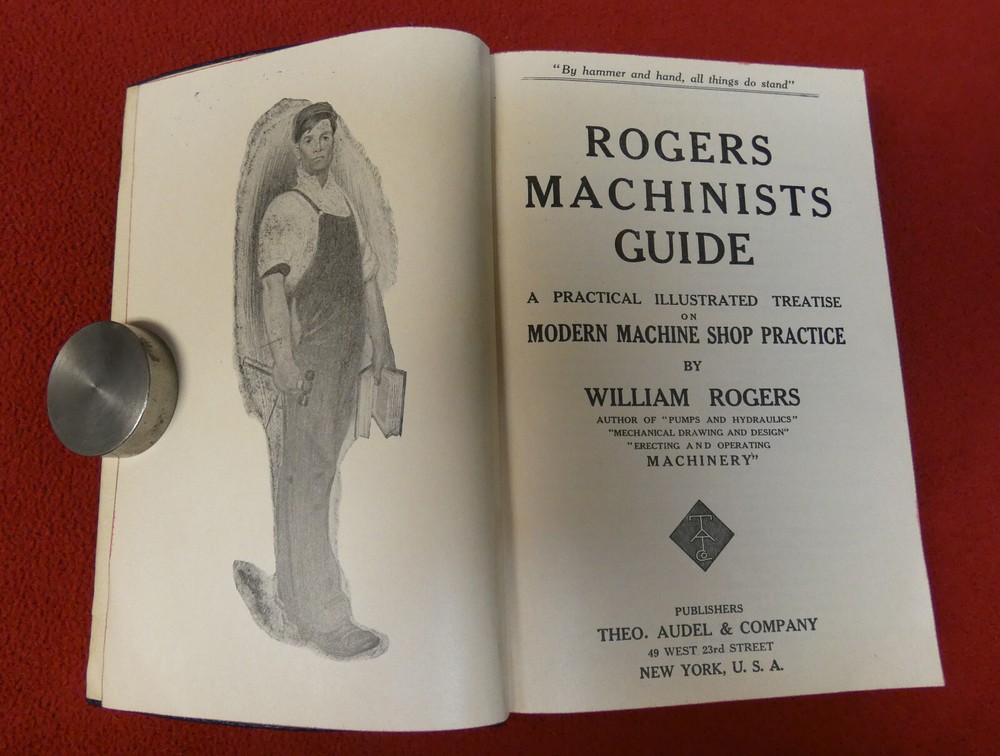 "By hammer and hand, all things do stand"
ROGERS
MACHINISTS
GUIDE
A PRACTICAL ILLUSTRATED TREATISE
ON
MODERN MACHINE SHOP PRACTICE
BY
WILLIAM ROGERS
AUTHOR OF "PUMPS AND HYDRAULICS"
"MECHANICAL DRAWING AND DESIGN"
"ERECTING AND OPERATING
MACHINERY"
T
A
Co
PUBLISHERS
THEO. AUDEL & COMPANY
49 WEST 23rd STREET
NEW YORK, U. S. A.